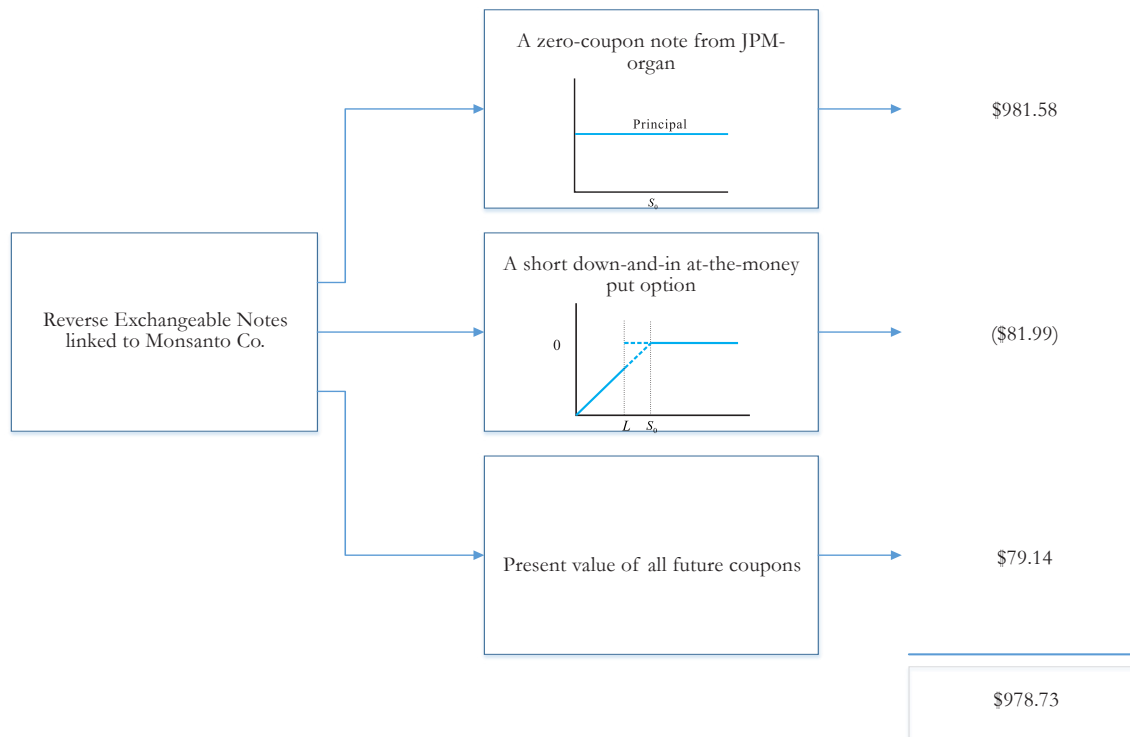 A zero-coupon note from JPM-
organ
Principal
S₀
$981.58
Reverse Exchangeable Notes
linked to Monsanto Co.
A short down-and-in at-the-money
put option
0
L S₀
($81.99)
Present value of all future coupons
$79.14
$978.73